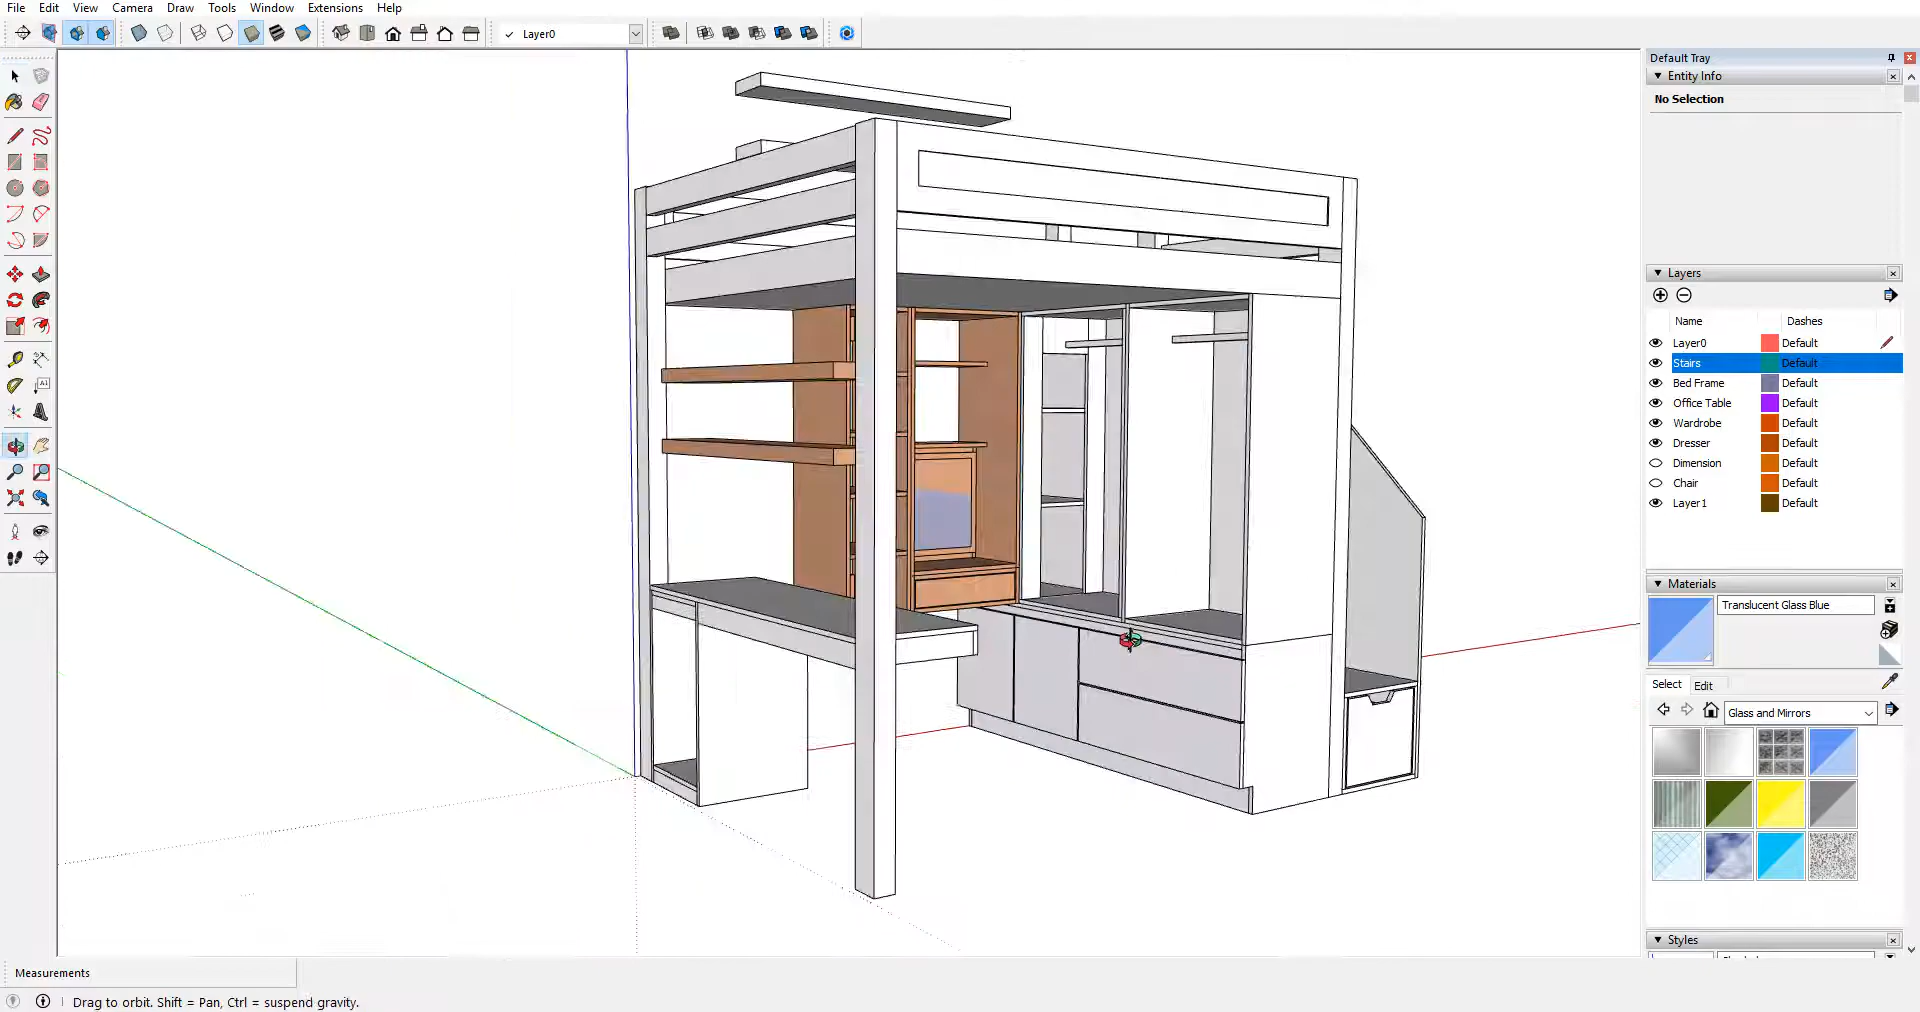 File Edit View Camera Draw Tools Window Extensions Help
✓ Layer0
Default Tray
Entity Info
No Selection
Layers
Name Dashes
Layer0 Default
Stairs Default
Bed Frame Default
Office Table Default
Wardrobe Default
Dresser Default
Dimension Default
Chair Default
Layer1 Default
Materials
Translucent Glass Blue
Select Edit
Glass and Mirrors
Styles
Measurements
Drag to orbit. Shift = Pan, Ctrl = suspend gravity.